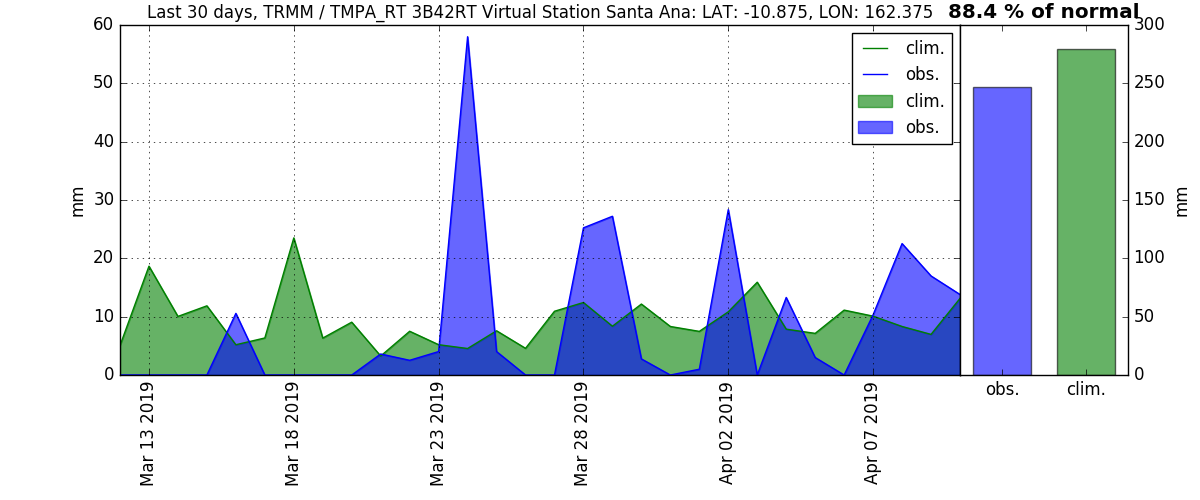 Last 30 days, TRMM / TMPA_RT 3B42RT Virtual Station Santa Ana: LAT: -10.875, LON: 162.375
88.4 % of normal
60
50
40
30
20
10
0
mm
clim.
obs.
clim.
obs.
300
250
200
150
100
50
0
mm
Mar 13 2019
Mar 18 2019
Mar 23 2019
Mar 28 2019
Apr 02 2019
Apr 07 2019
obs.
clim.